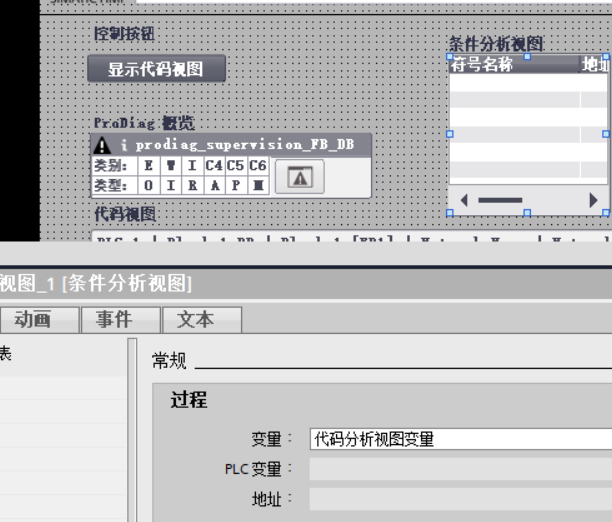 控制按钮
显示代码视图
条件分析视图
符号名称 地址
ProDiag 概览
i prodiag_supervision_FB_DB
类别: E W I C4 C5 C6
类型: O I R A P M
代码视图
视图_1 [条件分析视图]
动画 事件 文本
表
常规
过程
变量: 代码分析视图变量
PLC 变量:
地址: